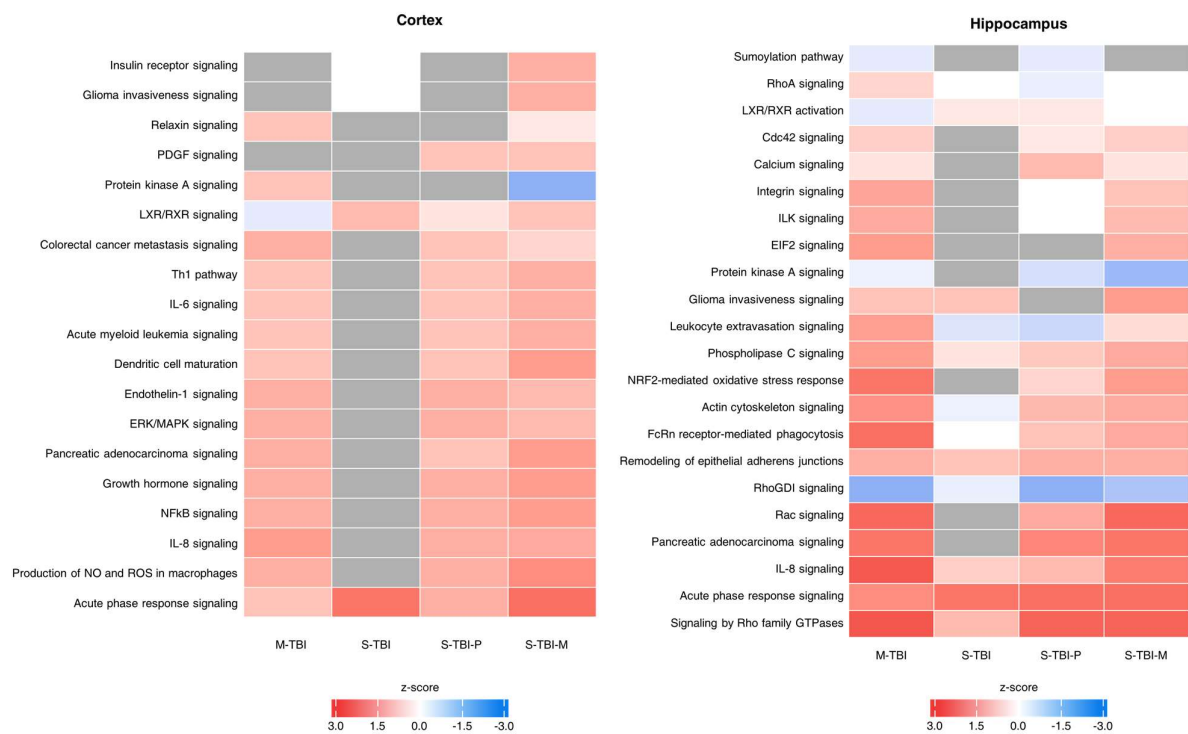 Cortex
Insulin receptor signaling
Glioma invasiveness signaling
Relaxin signaling
PDGF signaling
Protein kinase A signaling
LXR/RXR signaling
Colorectal cancer metastasis signaling
Th1 pathway
IL-6 signaling
Acute myeloid leukemia signaling
Dendritic cell maturation
Endothelin-1 signaling
ERK/MAPK signaling
Pancreatic adenocarcinoma signaling
Growth hormone signaling
NFkB signaling
IL-8 signaling
Production of NO and ROS in macrophages
Acute phase response signaling
M-TBI S-TBI S-TBI-P S-TBI-M
z-score
3.0 1.5 0.0 -1.5 -3.0
Hippocampus
Sumoylation pathway
RhoA signaling
LXR/RXR activation
Cdc42 signaling
Calcium signaling
Integrin signaling
ILK signaling
EIF2 signaling
Protein kinase A signaling
Glioma invasiveness signaling
Leukocyte extravasation signaling
Phospholipase C signaling
NRF2-mediated oxidative stress response
Actin cytoskeleton signaling
FcRn receptor-mediated phagocytosis
Remodeling of epithelial adherens junctions
RhoGDI signaling
Rac signaling
Pancreatic adenocarcinoma signaling
IL-8 signaling
Acute phase response signaling
Signaling by Rho family GTPases
M-TBI S-TBI S-TBI-P S-TBI-M
z-score
3.0 1.5 0.0 -1.5 -3.0